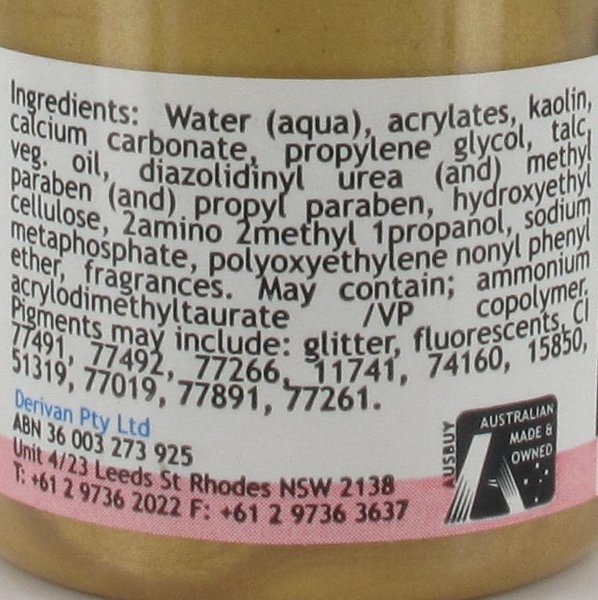 Ingredients: Water (aqua), acrylates, kaolin,
calcium carbonate, propylene glycol, talc,
veg. oil, diazolidinyl urea (and) methyl
paraben (and) propyl paraben, hydroxyethyl
cellulose, 2amino 2methyl 1propanol, sodium
metaphosphate, polyoxyethylene nonyl phenyl
ether, fragrances. May contain; ammonium
acrylodimethyltaurate /VP copolymer.
Pigments may include: glitter, fluorescents, CI
77491, 77492, 77266, 11741, 74160, 15850,
51319, 77019, 77891, 77261.
Derivan Pty Ltd
ABN 36 003 273 925
Unit 4/23 Leeds St Rhodes NSW 2138
T: +61 2 9736 2022 F: +61 2 9736 3637
AUSBUY
AUSTRALIAN
MADE &
OWNED